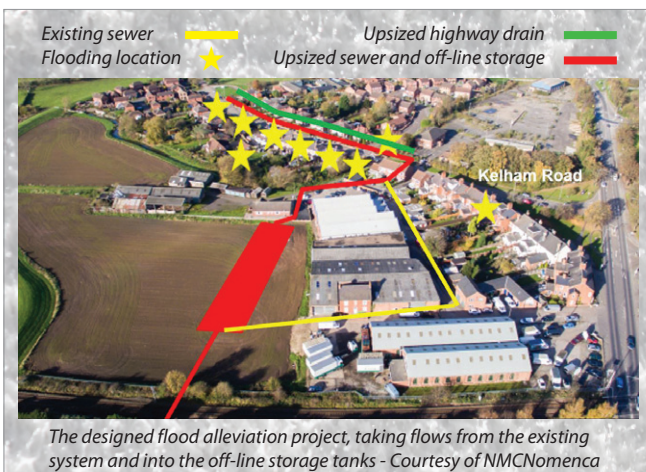 Existing sewer
Upsized highway drain
Flooding location
Upsized sewer and off-line storage
Kelham Road
The designed flood alleviation project, taking flows from the existing
system and into the off-line storage tanks - Courtesy of NMCNomenca